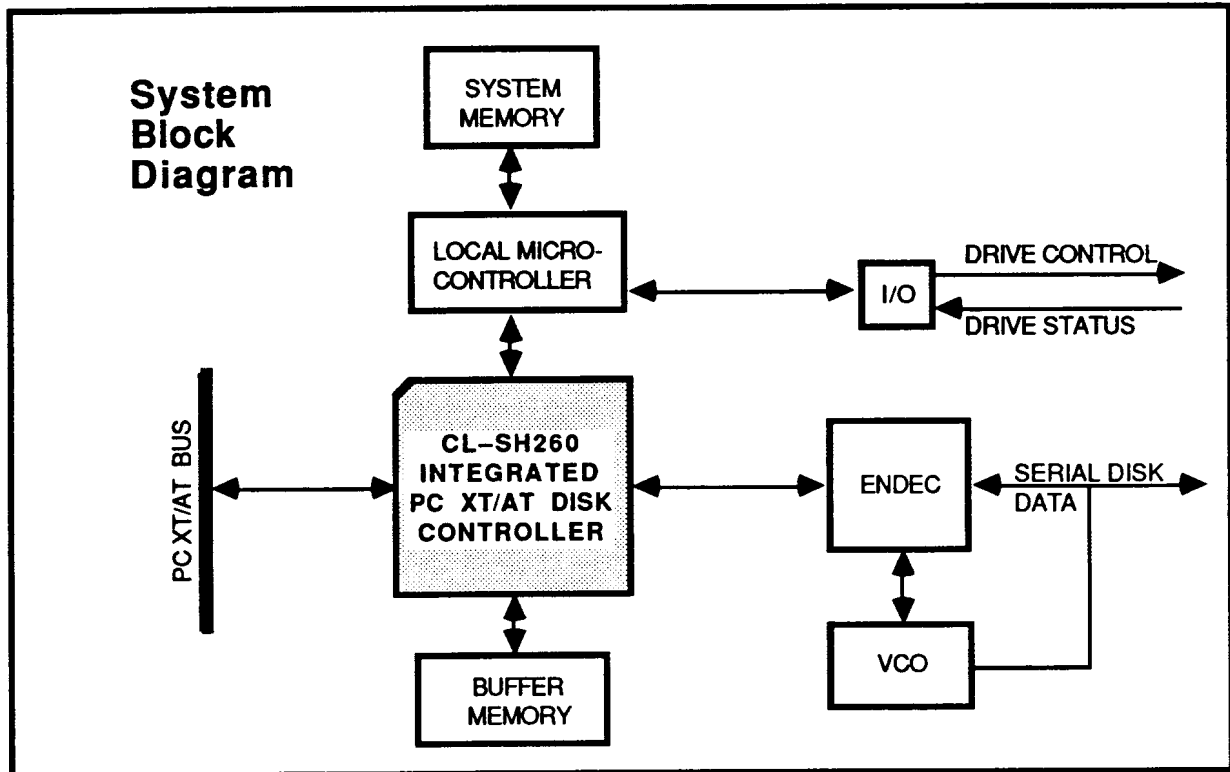 System
Block
Diagram
SYSTEM
MEMORY
LOCAL MICRO-
CONTROLLER
I/O
DRIVE CONTROL
DRIVE STATUS
PC XT/AT BUS
CL–SH260
INTEGRATED
PC XT/AT DISK
CONTROLLER
ENDEC
SERIAL DISK
DATA
VCO
BUFFER
MEMORY